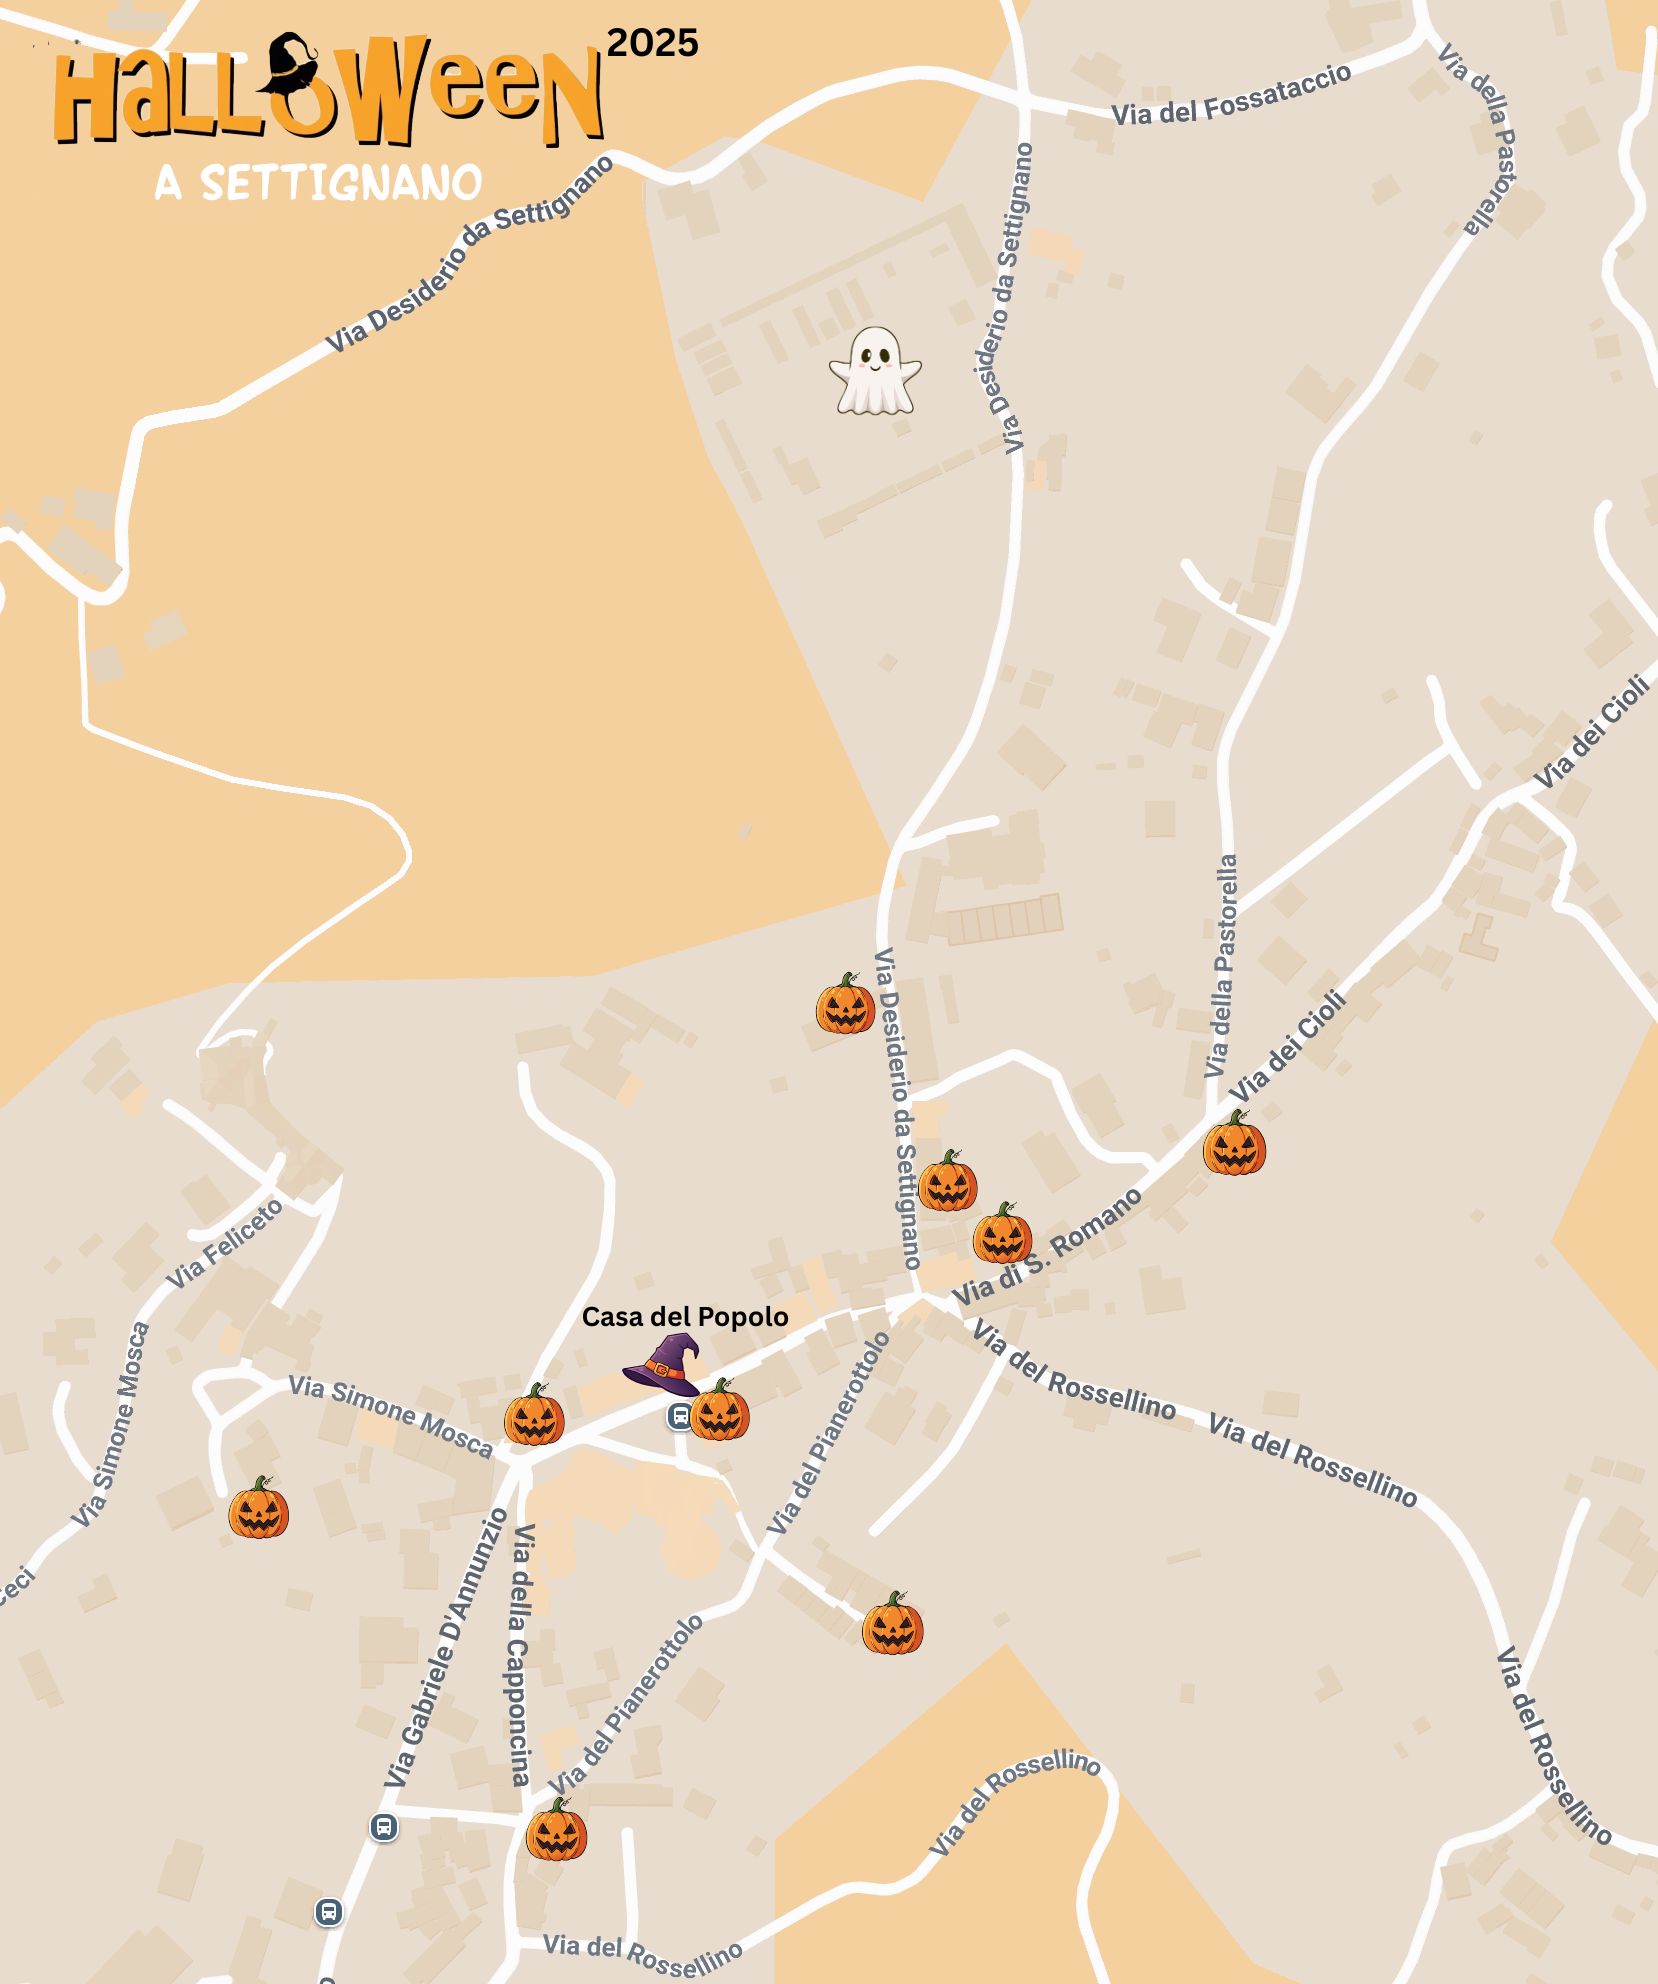 HALLOWeeN 2025
A SETTIGNANO
Via del Fossataccio
Via della Pastorella
Via Desiderio da Settignano
Via Desiderio da Settignano
Via dei Cioli
Via della Pastorella
Via Desiderio da Settignano
Via dei Cioli
Via di S. Romano
Via Feliceto
Casa del Popolo
Via Simone Mosca
Via Simone Mosca
Via del Pianerottolo
Via del Rossellino
Via del Rossellino
Via Gabriele D'Annunzio
Via della Capponcina
Via del Pianerottolo
Via del Rossellino
Via del Rossellino
Via del Rossellino